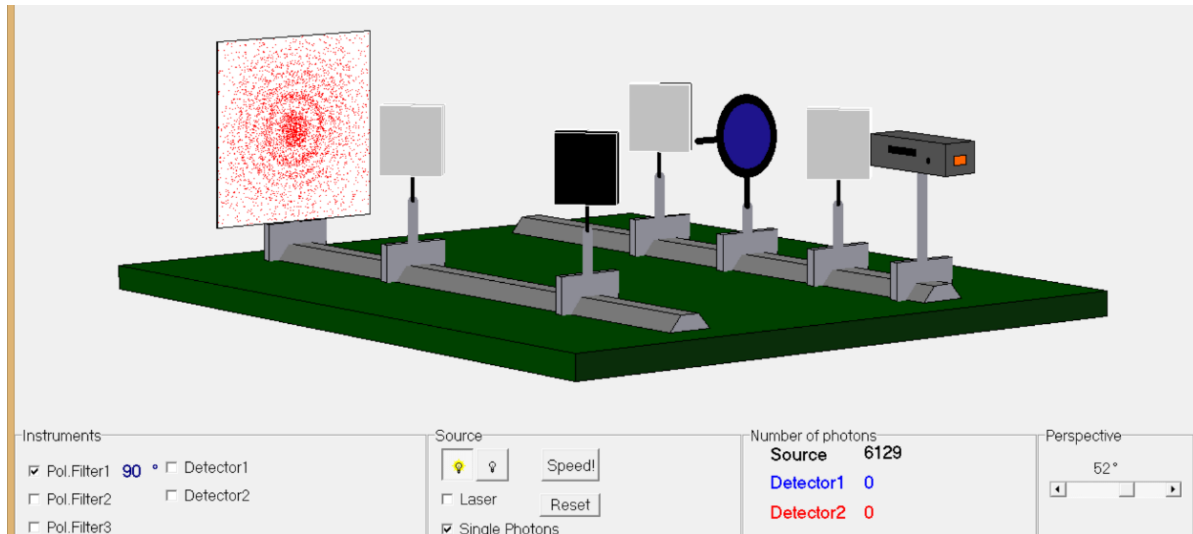 Instruments
Pol.Filter1 90 °
Detector1
Pol.Filter2
Detector2
Pol.Filter3
Source
Speed!
Laser
Reset
Single Photons
Number of photons
Source 6129
Detector1 0
Detector2 0
Perspective
52°